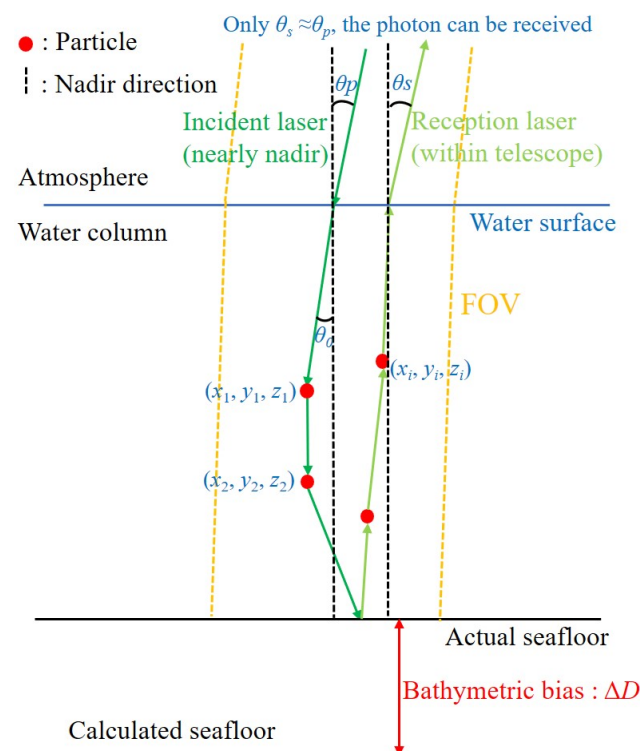 Only θs ≈θp, the photon can be received
: Particle
: Nadir direction
θp
θs
Incident laser
(nearly nadir)
Reception laser
(within telescope)
Atmosphere
Water surface
Water column
FOV
θ0
(x1, y1, z1)
(xi, yi, zi)
(x2, y2, z2)
Actual seafloor
Bathymetric bias : ΔD
Calculated seafloor